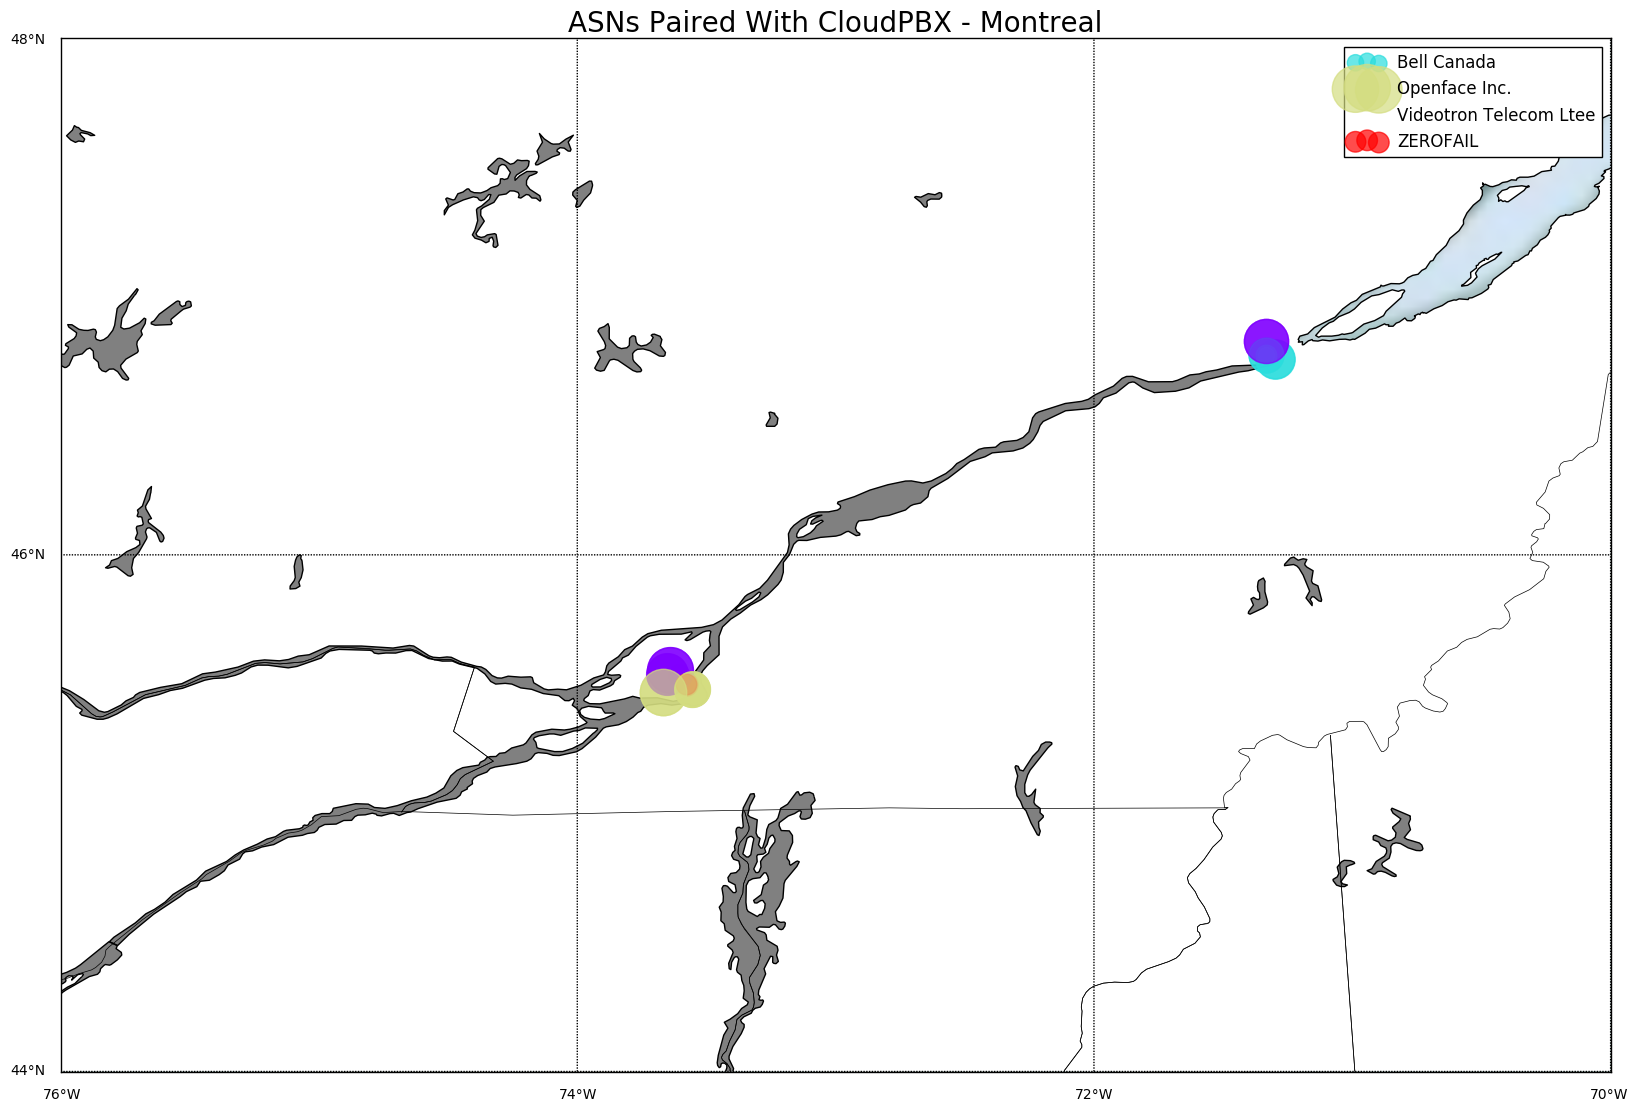 ASNs Paired With CloudPBX - Montreal
48°N
Bell Canada
Openface Inc.
Videotron Telecom Ltee
ZEROFAIL
46°N
44°N
76°W
74°W
72°W
70°W